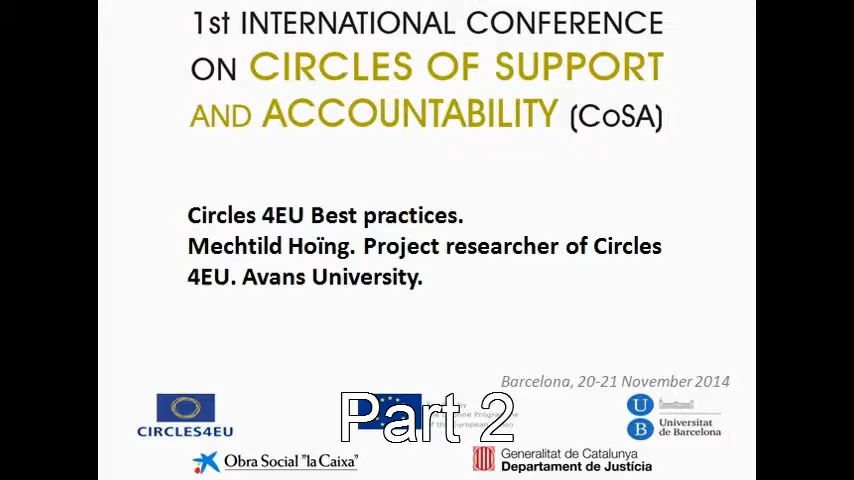 1st INTERNATIONAL CONFERENCE
ON CIRCLES OF SUPPORT
AND ACCOUNTABILITY (CoSA)
Circles 4EU Best practices.
Mechtild Hoïng. Project researcher of Circles
4EU. Avans University.
Barcelona, 20-21 November 2014
CIRCLES4EU
Part 2
UB
Universitat
de Barcelona
Obra Social "la Caixa"
Generalitat de Catalunya
Departament de Justícia